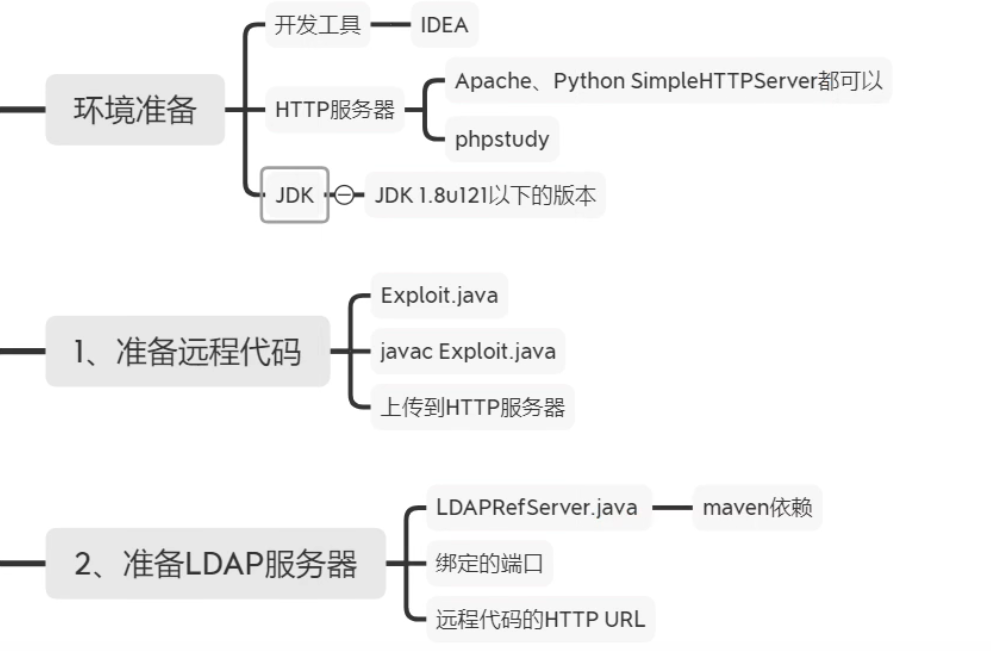 开发工具
IDEA
环境准备
HTTP服务器
Apache、Python SimpleHTTPServer都可以
phpstudy
JDK
JDK 1.8u121以下的版本
1、准备远程代码
Exploit.java
javac Exploit.java
上传到HTTP服务器
2、准备LDAP服务器
LDAPRefServer.java
maven依赖
绑定的端口
远程代码的HTTP URL